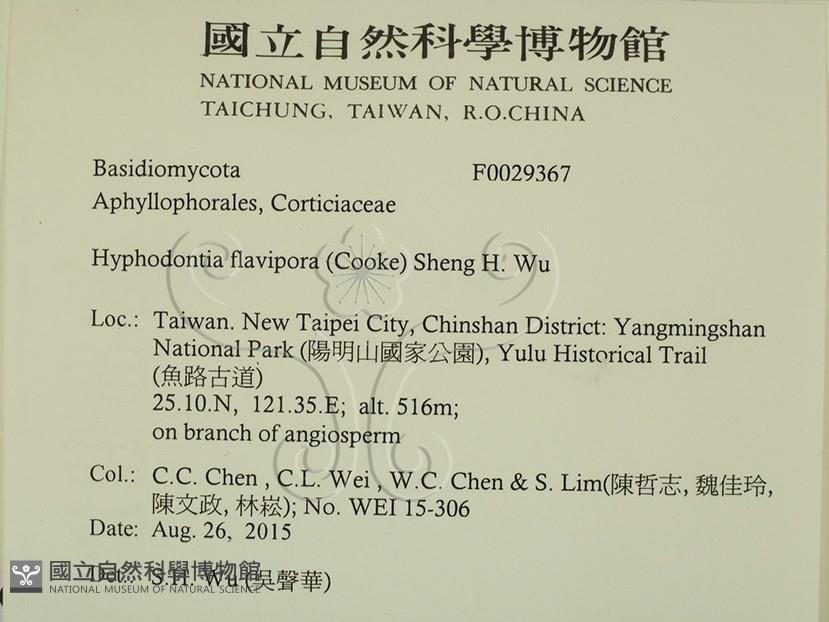 國立自然科學博物館
NATIONAL MUSEUM OF NATURAL SCIENCE
TAICHUNG, TAIWAN, R.O.CHINA
Basidiomycota F0029367
Aphyllophorales, Corticiaceae
Hyphodontia flavipora (Cooke) Sheng H. Wu
Loc.: Taiwan. New Taipei City, Chinshan District: Yangmingshan
National Park (陽明山國家公園), Yulu Historical Trail
(魚路古道)
25.10.N, 121.35.E; alt. 516m;
on branch of angiosperm
Col.: C.C. Chen , C.L. Wei , W.C. Chen & S. Lim(陳哲志, 魏佳玲,
陳文政, 林崧); No. WEI 15-306
Date: Aug. 26, 2015
Det.: S.H. Wu (吳聲華)
國立自然科學博物館
NATIONAL MUSEUM OF NATURAL SCIENCE